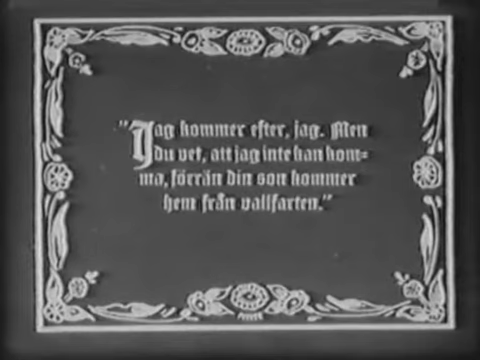 "Jag kommer efter, jag. Men
du vet, att jag inte kan kom=
ma, förrän din son kommer
hem från vallfarten."